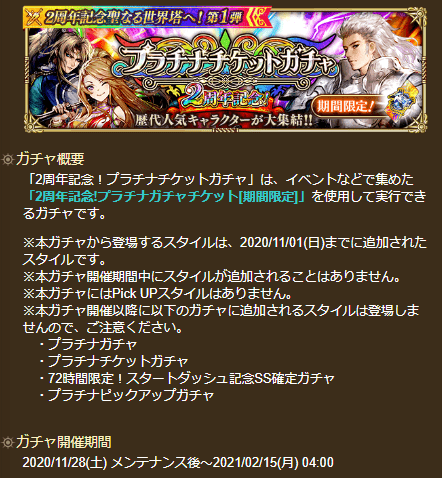 2周年記念聖なる世界塔へ!第1弾
プラチナチケットガチャ
2周年記念!
期間限定!
歴代人気キャラクターが大集結!!
ガチャ概要
「2周年記念!プラチナチケットガチャ」は、イベントなどで集めた
「2周年記念!プラチナガチャチケット[期間限定]」を使用して実行でき
るガチャです。
※本ガチャから登場するスタイルは、2020/11/01(日)までに追加された
スタイルです。
※本ガチャ開催期間中にスタイルが追加されることはありません。
※本ガチャにはPick UPスタイルはありません。
※本ガチャ開催以降に以下のガチャに追加されるスタイルは登場しま
せんので、ご注意ください。
・プラチナガチャ
・プラチナチケットガチャ
・72時間限定!スタートダッシュ記念SS確定ガチャ
・プラチナピックアップガチャ
ガチャ開催期間
2020/11/28(土) メンテナンス後～2021/02/15(月) 04:00